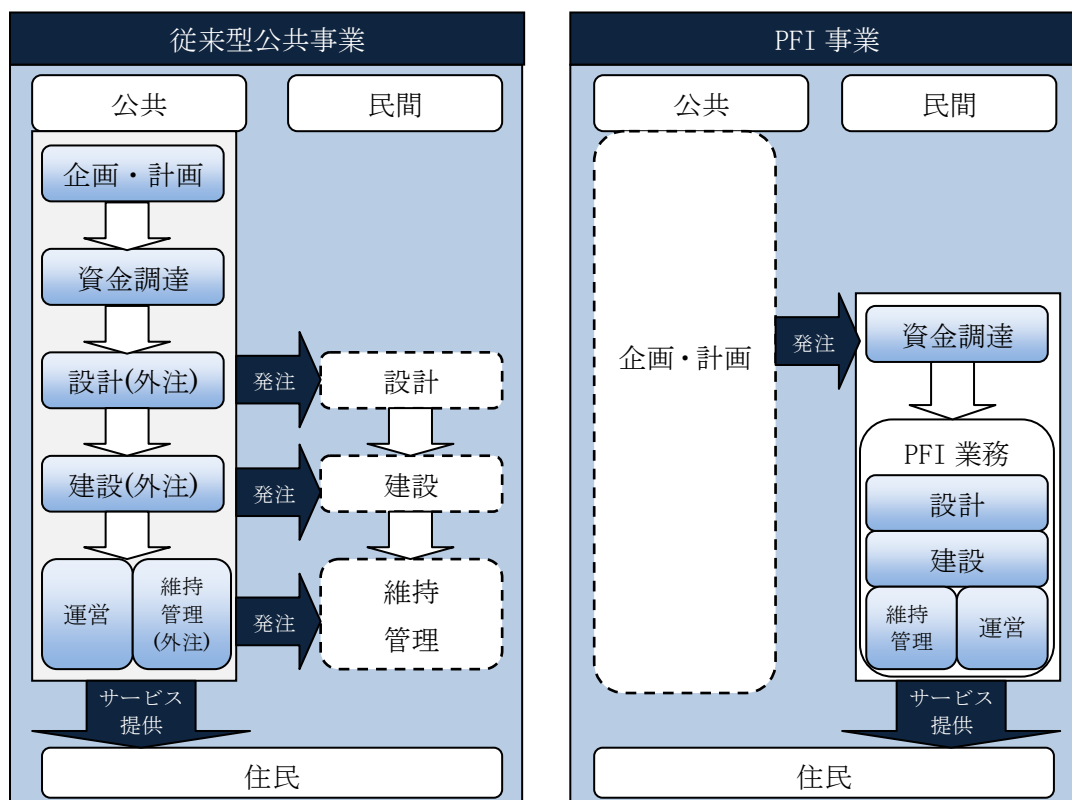 従来型公共事業
公共
民間
企画・計画
資金調達
設計(外注)
発注
設計
建設(外注)
発注
建設
運営
維持
管理
(外注)
発注
維持
管理
サービス
提供
住民
PFI 事業
公共
民間
企画・計画
発注
資金調達
PFI 業務
設計
建設
維持
管理
運営
サービス
提供
住民